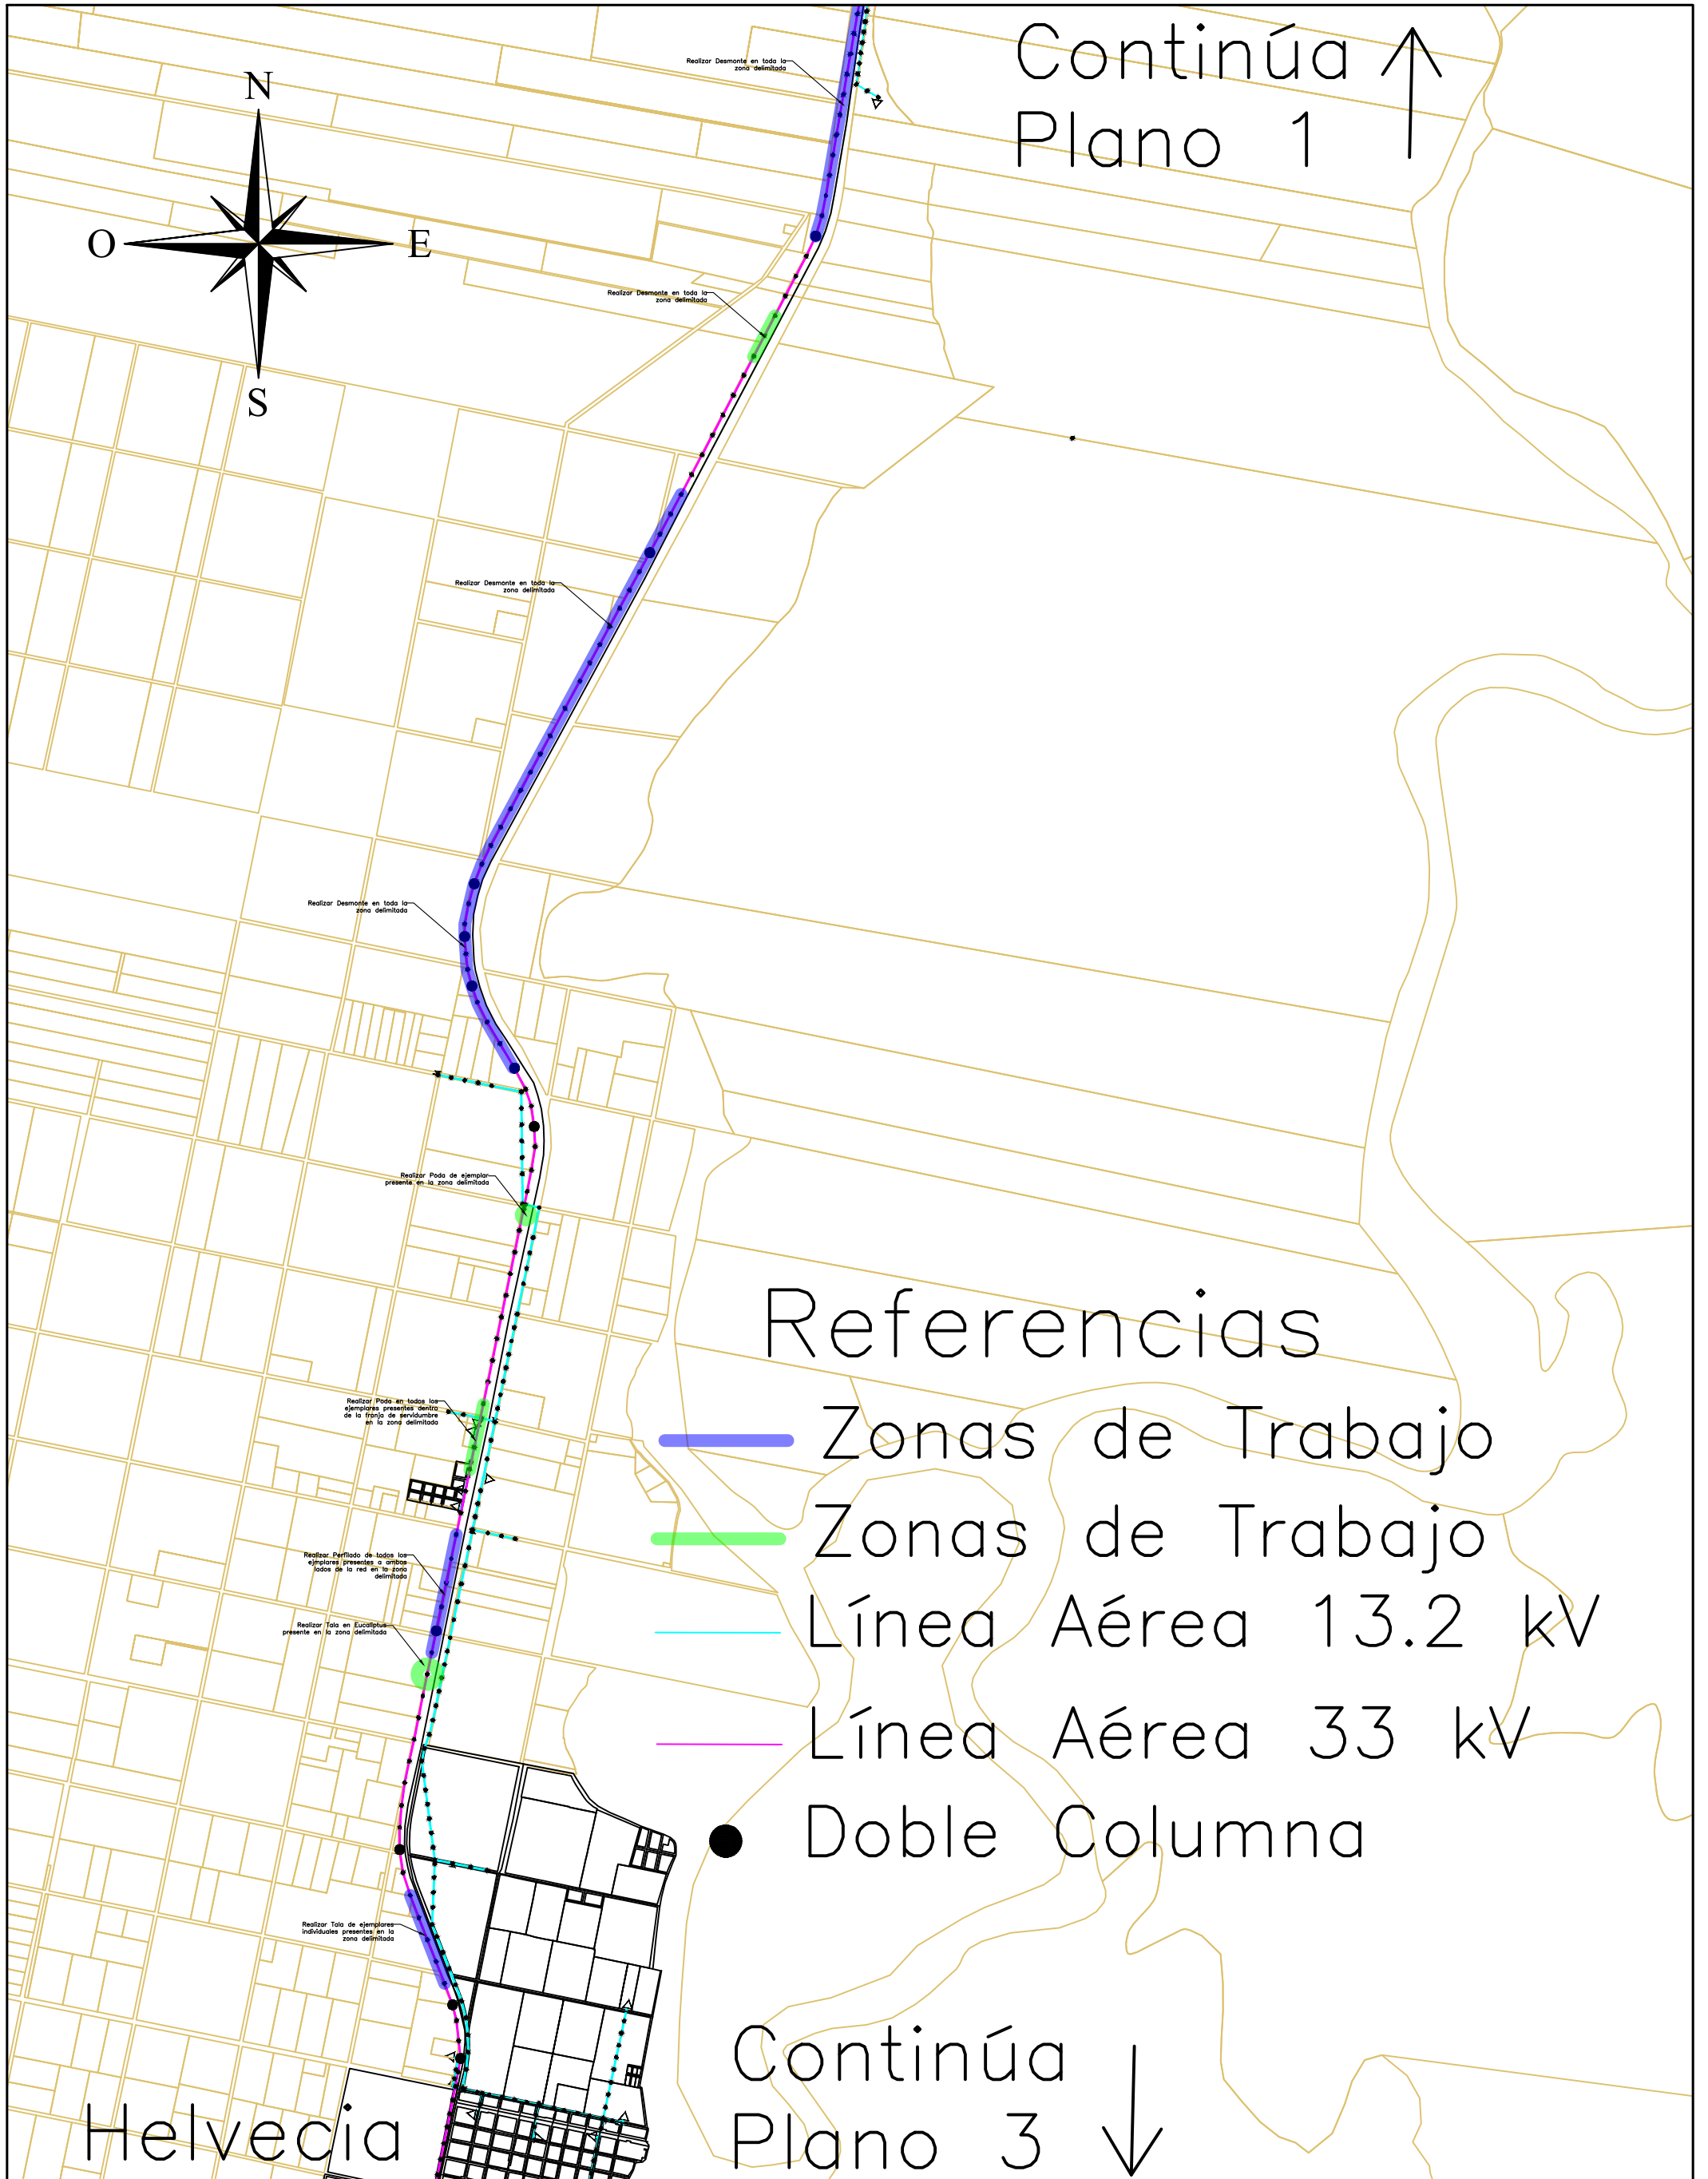 Continúa
Plano 1
Realizar Desmonte en toda la
zona delimitada
N
O
E
S
Realizar Desmonte en toda la
zona delimitada
Realizar Desmonte en toda la
zona delimitada
Realizar Desmonte en toda la
zona delimitada
Realizar Poda de ejemplar
presente en la zona delimitada
Referencias
Zonas de Trabajo
Zonas de Trabajo
Línea Aérea 13.2 kV
Línea Aérea 33 kV
Doble Columna
Realizar Poda en todos los
ejemplares presentes dentro
de la franja de servidumbre
en la zona delimitada
Realizar Perfilado de todos los
ejmplares presentes a ambos
lados de la red en la zona
delimitada
Realizar Tala en Eucaliptus
presente en la zona delimitada
Realizar Tala de ejemplares
individuales presentes en la
zona delimitada
Continúa
Plano 3
Helvecia